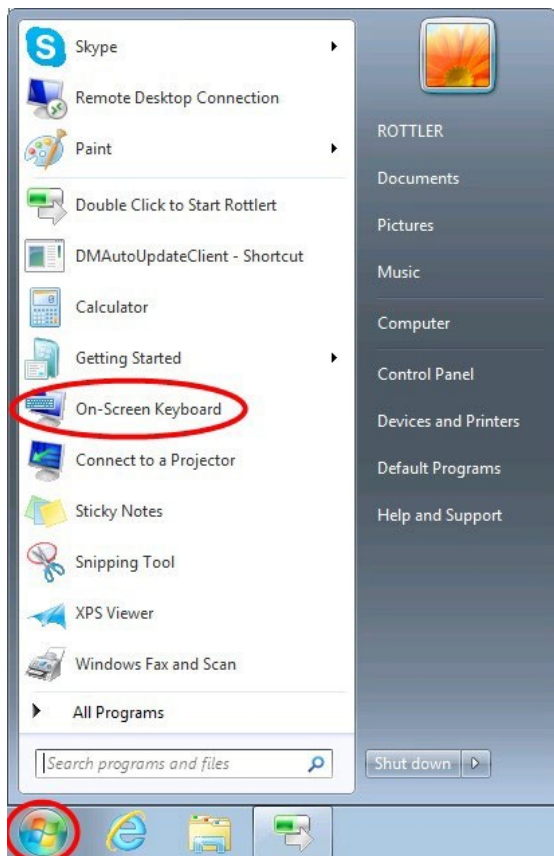 Skype
Remote Desktop Connection
Paint
Double Click to Start Rottlert
DMAutoUpdateClient - Shortcut
Calculator
Getting Started
On-Screen Keyboard
Connect to a Projector
Sticky Notes
Snipping Tool
XPS Viewer
Windows Fax and Scan
All Programs
Search programs and files
ROTTLER
Documents
Pictures
Music
Computer
Control Panel
Devices and Printers
Default Programs
Help and Support
Shut down